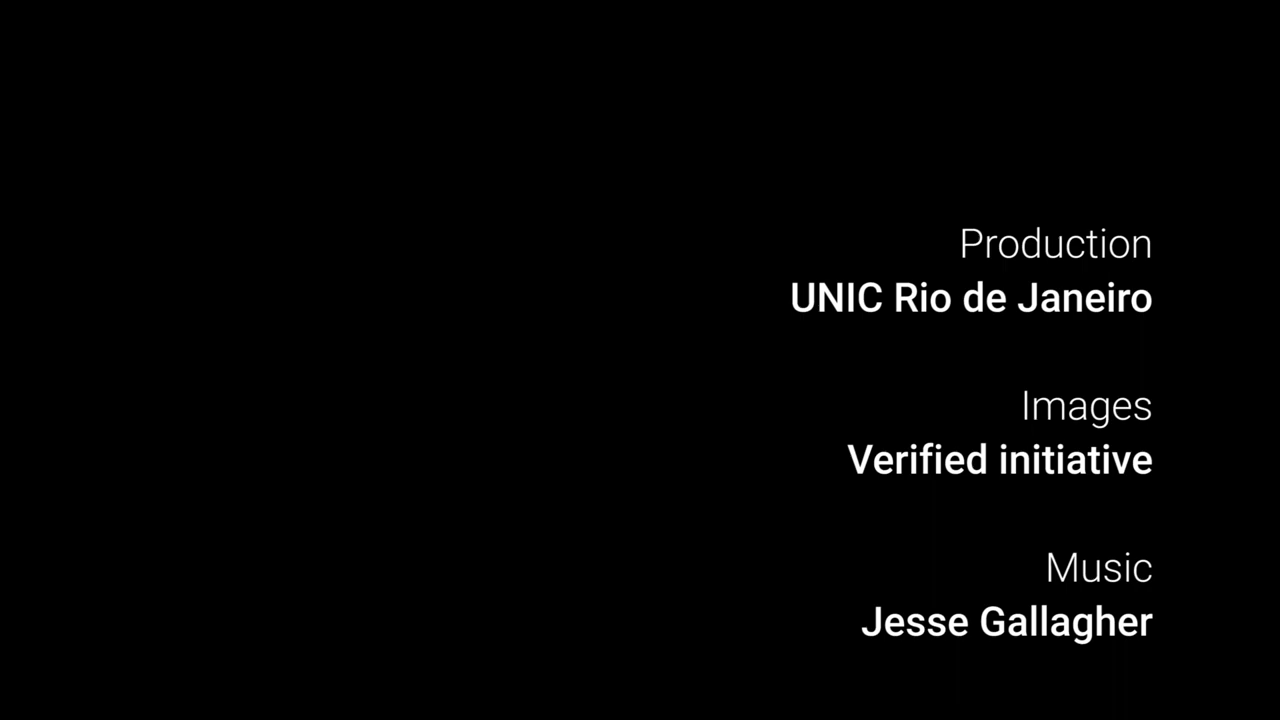 Production
UNIC Rio de Janeiro
Images
Verified initiative
Music
Jesse Gallagher